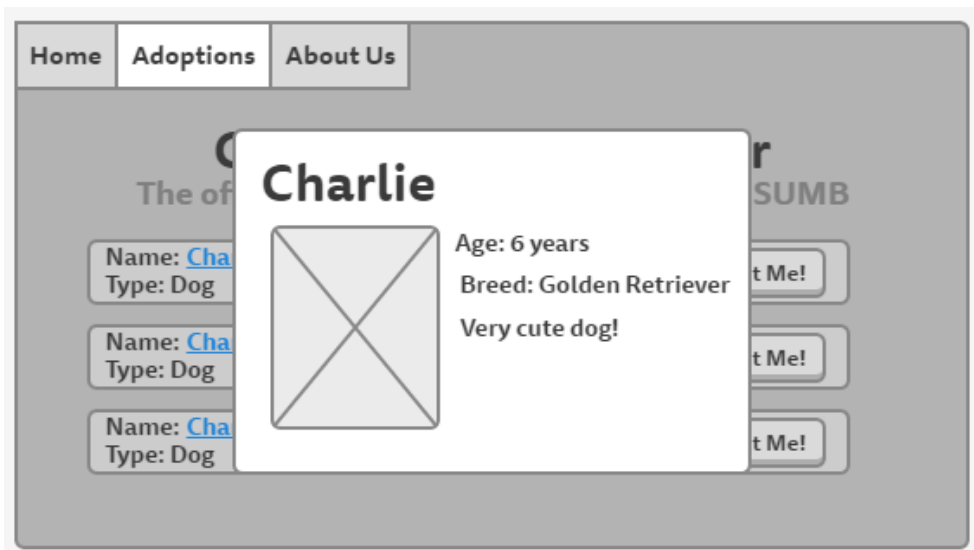 Home Adoptions About Us
The of SUMB
Charlie
Age: 6 years
Breed: Golden Retriever
Very cute dog!
Name: Cha
Type: Dog
t Me!
Name: Cha
Type: Dog
t Me!
Name: Cha
Type: Dog
t Me!